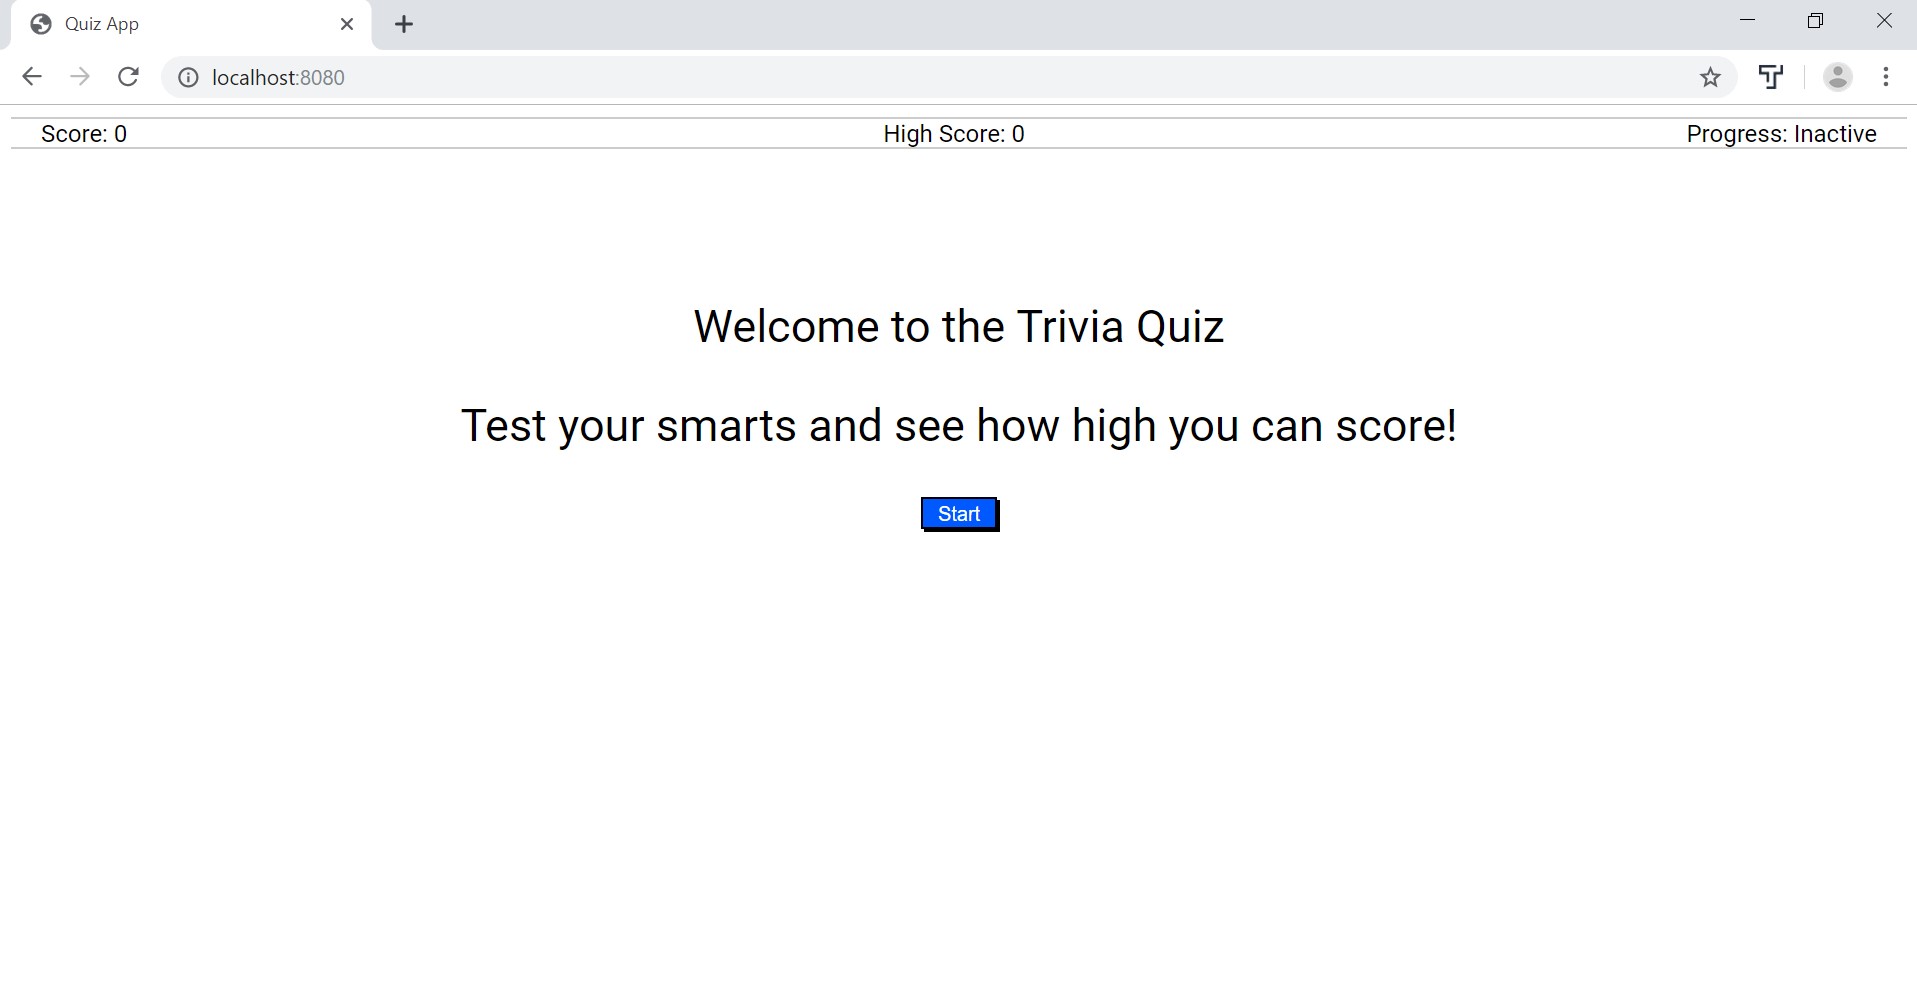 Quiz App
localhost:8080
Score: 0 High Score: 0 Progress: Inactive
Welcome to the Trivia Quiz
Test your smarts and see how high you can score!
Start